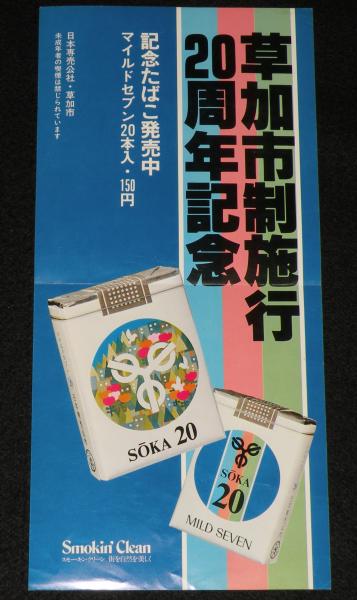 草加市制施行
20周年記念
記念たばこ発売中
マイルドセブン20本入・150円
日本専売公社・草加市
未成年者の喫煙は禁じられています
SŌKA 20
SŌKA
20
MILD SEVEN
Smokin' Clean
スモーキン・クリーン 街を自然を美しく